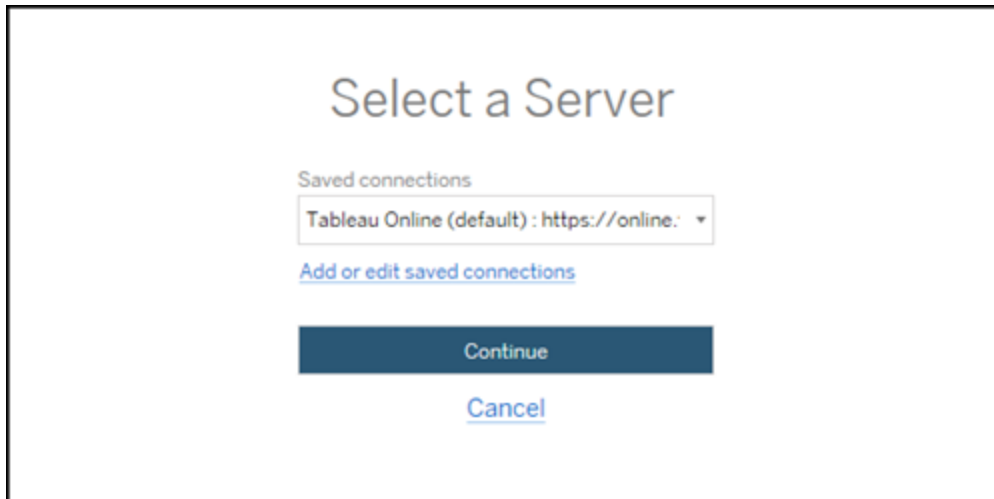 Select a Server
Saved connections
Tableau Online (default) : https://online.
Add or edit saved connections
Continue
Cancel